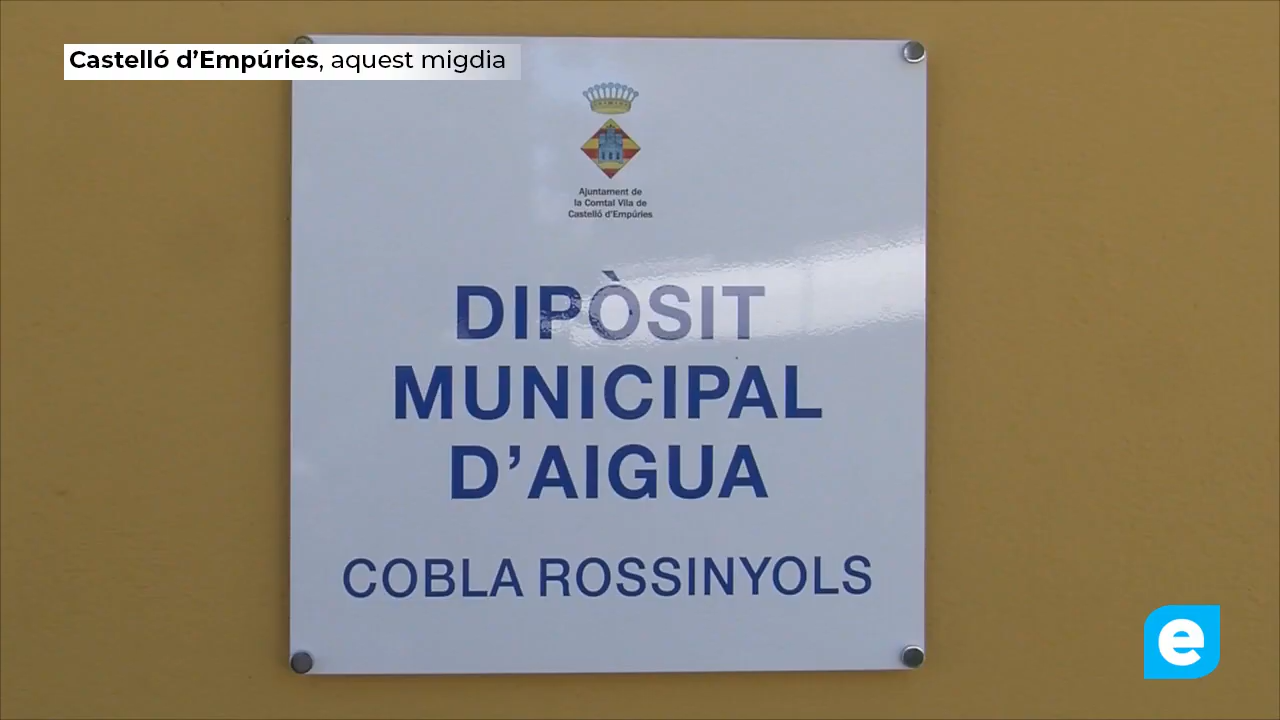 Castelló d’Empúries, aquest migdia
Ajuntament de
la Comtal Vila de
Castelló d'Empúries
DIPÒSIT
MUNICIPAL
D’AIGUA
COBLA ROSSINYOLS
e